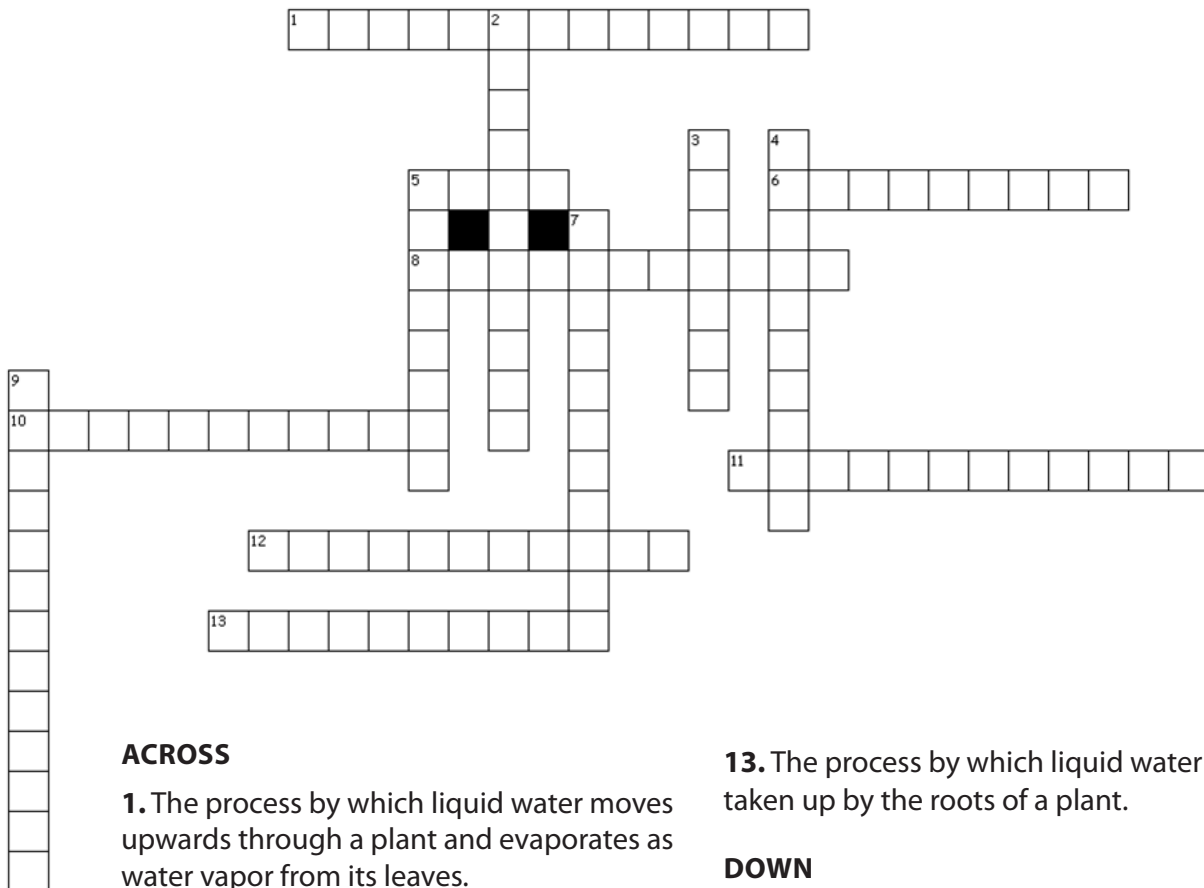 1 2
3 4
5 6
7
8
9
10
11
12
13
ACROSS
1. The process by which liquid water moves
upwards through a plant and evaporates as
water vapor from its leaves.
13. The process by which liquid water
taken up by the roots of a plant.
DOWN